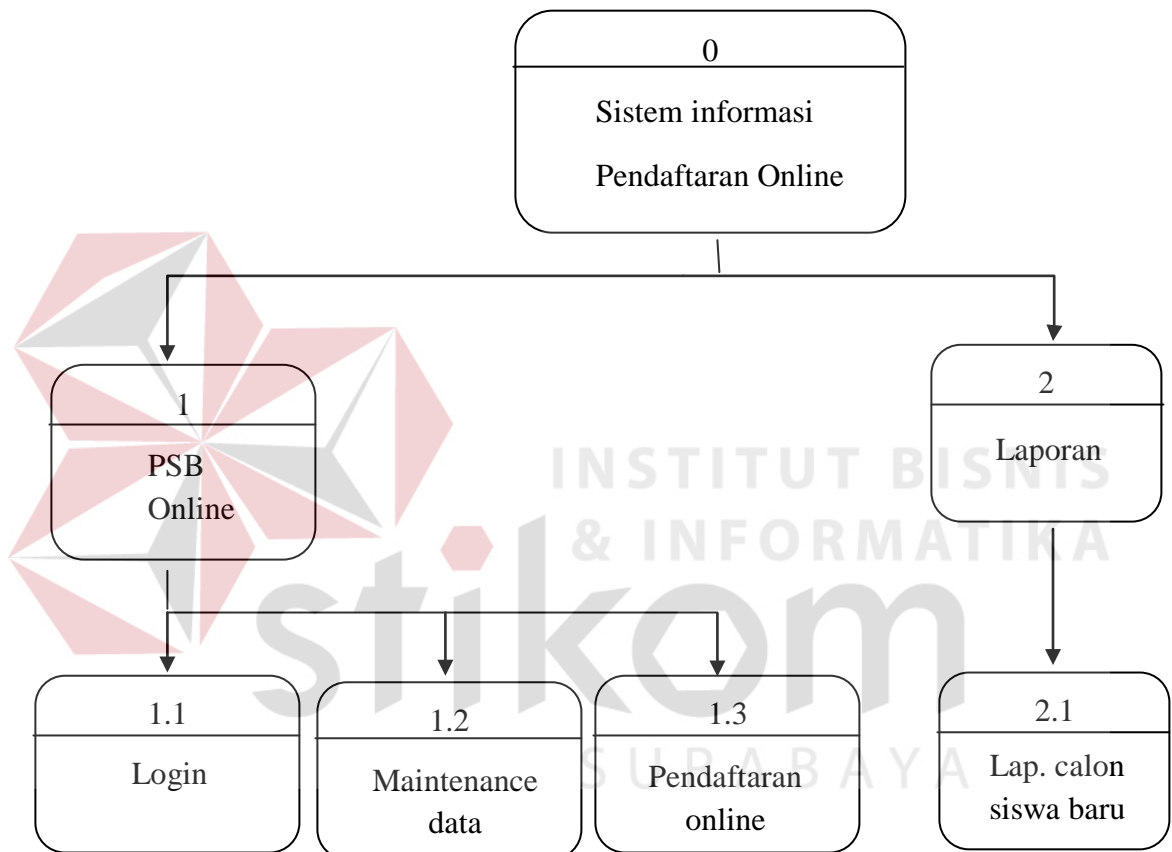 0
Sistem informasi
Pendaftaran Online
1
PSB
Online
2
Laporan
INSTITUT BISNIS
& INFORMATIKA
stikom
SURABAYA
1.1
Login
1.2
Maintenance
data
1.3
Pendaftaran
online
2.1
Lap. calon
siswa baru